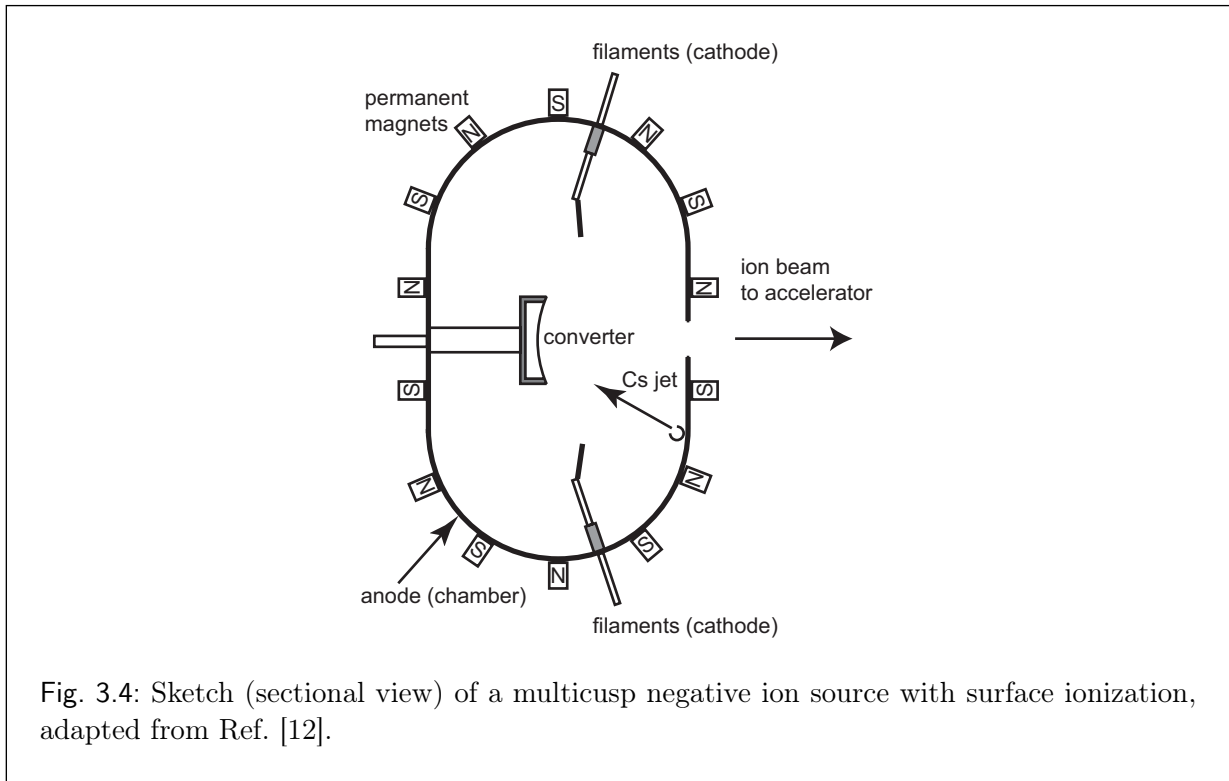 filaments (cathode)
permanent
magnets
S
N
N
S
S
N
N
ion beam
to accelerator
converter
Cs jet
S
S
N
N
S
S
N
anode (chamber)
filaments (cathode)
Fig. 3.4: Sketch (sectional view) of a multicusp negative ion source with surface ionization,
adapted from Ref. [12].